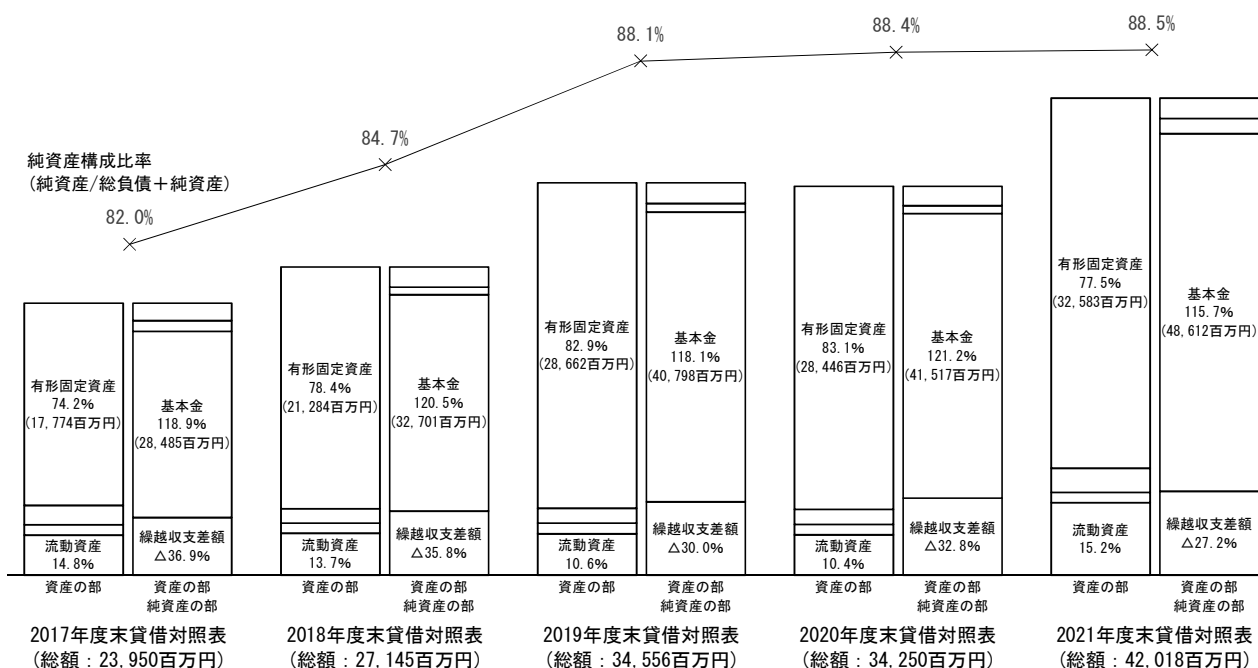 88.1%
88.4%
88.5%
84.7%
82.0%
純資産構成比率
(純資産/総負債＋純資産)
有形固定資産
74.2%
(17,774百万円)
流動資産
14.8%
基本金
118.9%
(28,485百万円)
繰越収支差額
△36.9%
資産の部
資産の部
純資産の部
2017年度末貸借対照表
(総額：23,950百万円)
有形固定資産
78.4%
(21,284百万円)
流動資産
13.7%
基本金
120.5%
(32,701百万円)
繰越収支差額
△35.8%
資産の部
資産の部
純資産の部
2018年度末貸借対照表
(総額：27,145百万円)
有形固定資産
82.9%
(28,662百万円)
流動資産
10.6%
基本金
118.1%
(40,798百万円)
繰越収支差額
△30.0%
資産の部
資産の部
純資産の部
2019年度末貸借対照表
(総額：34,556百万円)
有形固定資産
83.1%
(28,446百万円)
流動資産
10.4%
基本金
121.2%
(41,517百万円)
繰越収支差額
△32.8%
資産の部
資産の部
純資産の部
2020年度末貸借対照表
(総額：34,250百万円)
有形固定資産
77.5%
(32,583百万円)
流動資産
15.2%
基本金
115.7%
(48,612百万円)
繰越収支差額
△27.2%
資産の部
資産の部
純資産の部
2021年度末貸借対照表
(総額：42,018百万円)